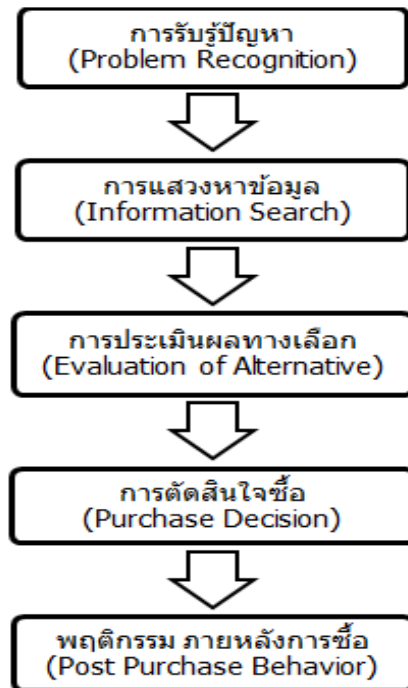 การรับรู้ปัญหา
(Problem Recognition)
การแสวงหาข้อมูล
(Information Search)
การประเมินผลทางเลือก
(Evaluation of Alternative)
การตัดสินใจซื้อ
(Purchase Decision)
พฤติกรรม ภายหลังการซื้อ
(Post Purchase Behavior)